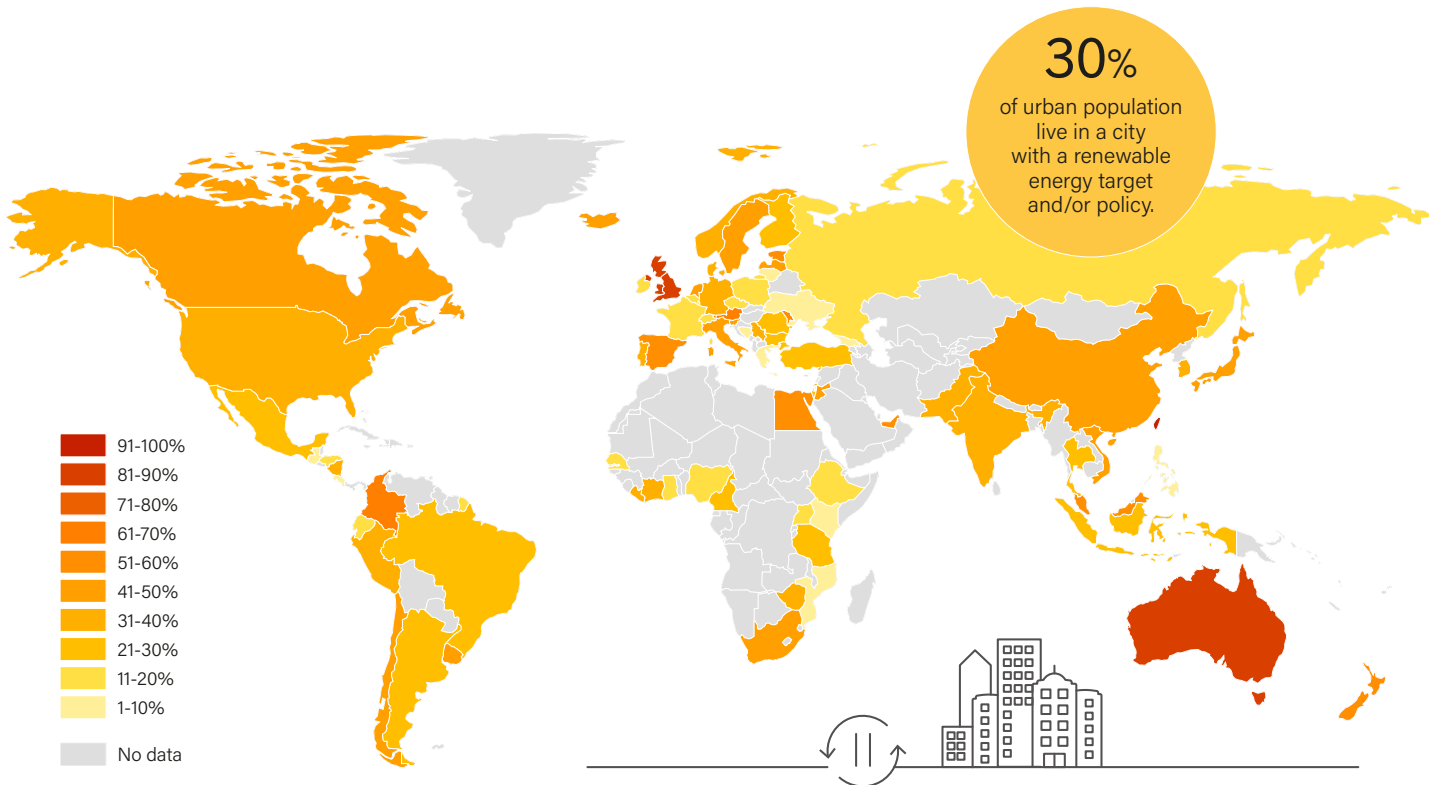 30%
of urban population
live in a city
with a renewable
energy target
and/or policy.
91-100%
81-90%
71-80%
61-70%
51-60%
41-50%
31-40%
21-30%
11-20%
1-10%
No data